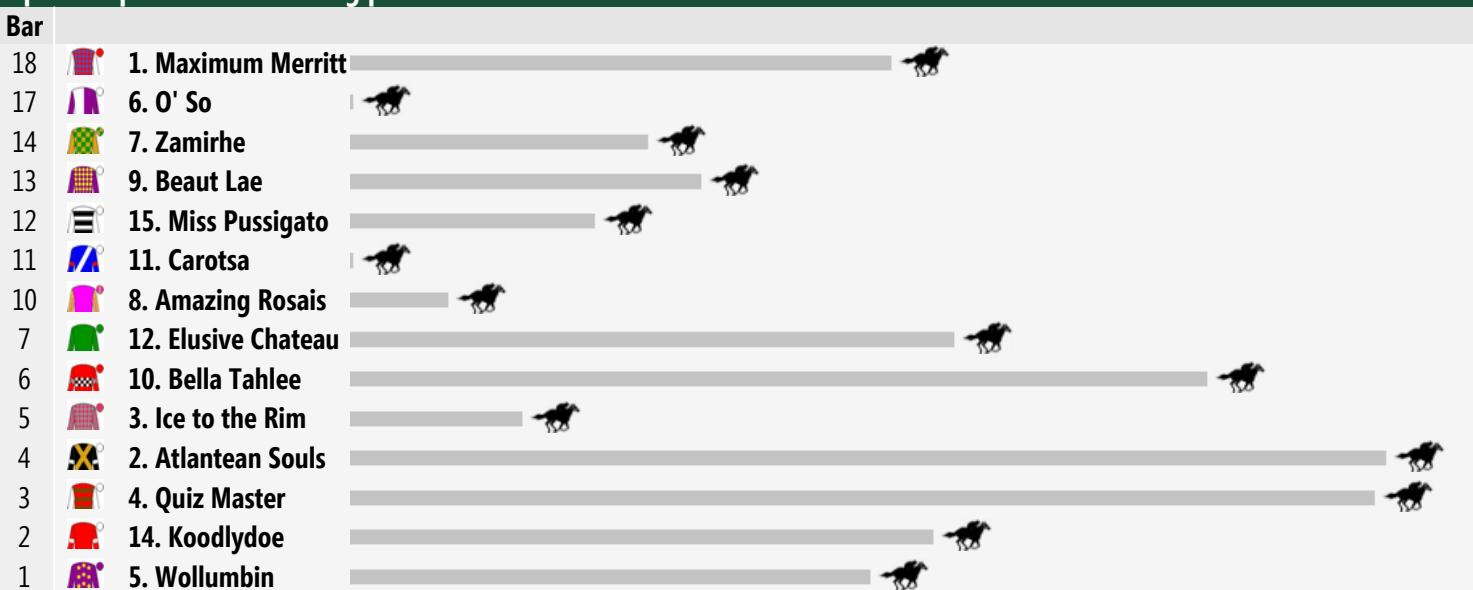 Bar
18 1. Maximum Merritt
17 6. O' So
14 7. Zamirhe
13 9. Beaut Lae
12 15. Miss Pussigato
11 11. Carotsa
10 8. Amazing Rosais
7 12. Elusive Chateau
6 10. Bella Tahlee
5 3. Ice to the Rim
4 2. Atlantean Souls
3 4. Quiz Master
2 14. Koodlydoe
1 5. Wollumbin